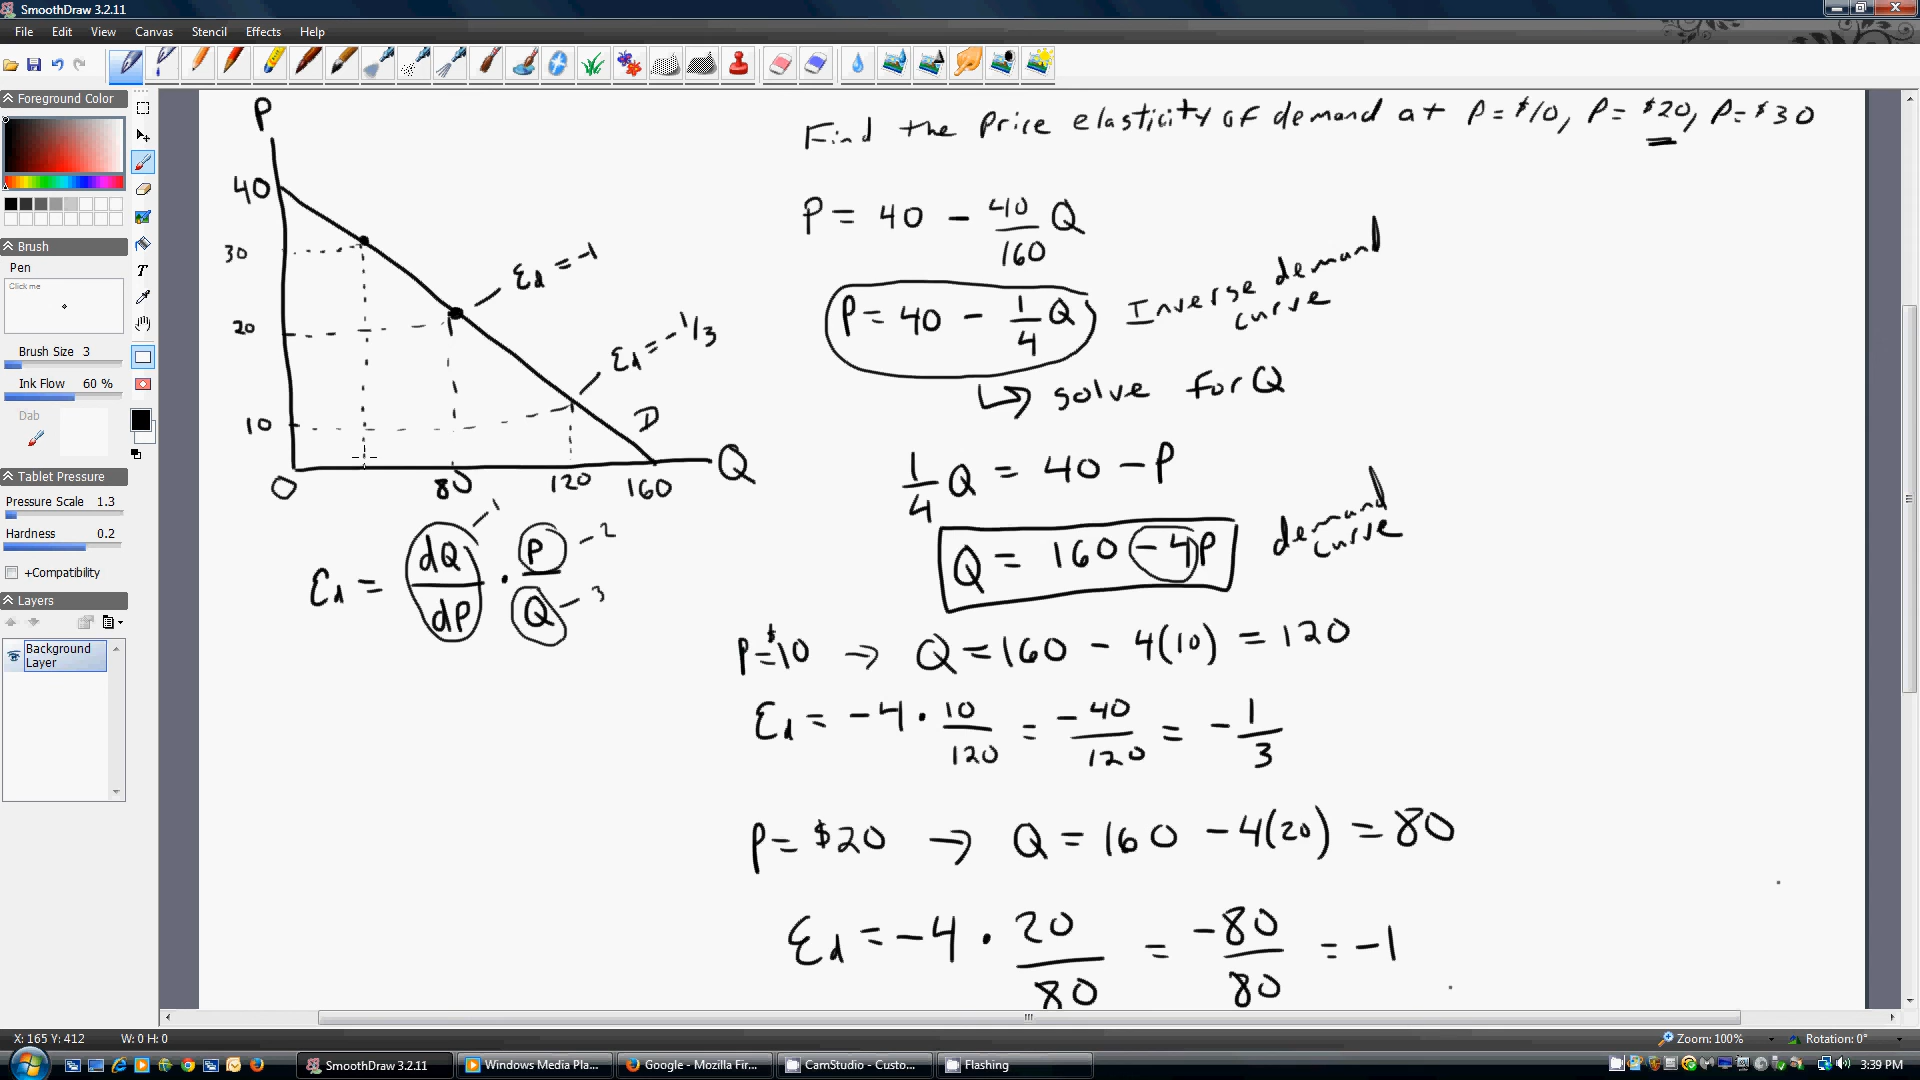 SmoothDraw 3.2.11
File Edit View Canvas Stencil Effects Help
Foreground Color
Brush
Pen
Click me
Brush Size 3
Ink Flow 60 %
Dab
Tablet Pressure
Pressure Scale 1.3
Hardness 0.2
+Compatibility
Layers
Background Layer
P
40
30
20
10
0
80
120
160
Q
D
Ɛd = -1
Ɛd = -1/3
Ɛd = dQ/dP · P/Q
1
2
3
Find the price elasticity of demand at P=$10, P=$20, P=$30
P = 40 - 40/160 Q
P = 40 - 1/4 Q Inverse demand curve
↳ solve for Q
1/4 Q = 40 - P
Q = 160 - 4P demand curve
P=$10 → Q = 160 - 4(10) = 120
Ɛd = -4 · 10/120 = -40/120 = -1/3
P = $20 → Q = 160 - 4(20) = 80
Ɛd = -4 · 20/80 = -80/80 = -1
X: 165 Y: 412 W: 0 H: 0 Zoom: 100% Rotation: 0°
SmoothDraw 3.2.11 Windows Media Pla... Google - Mozilla Fir... CamStudio - Custo... Flashing 3:39 PM